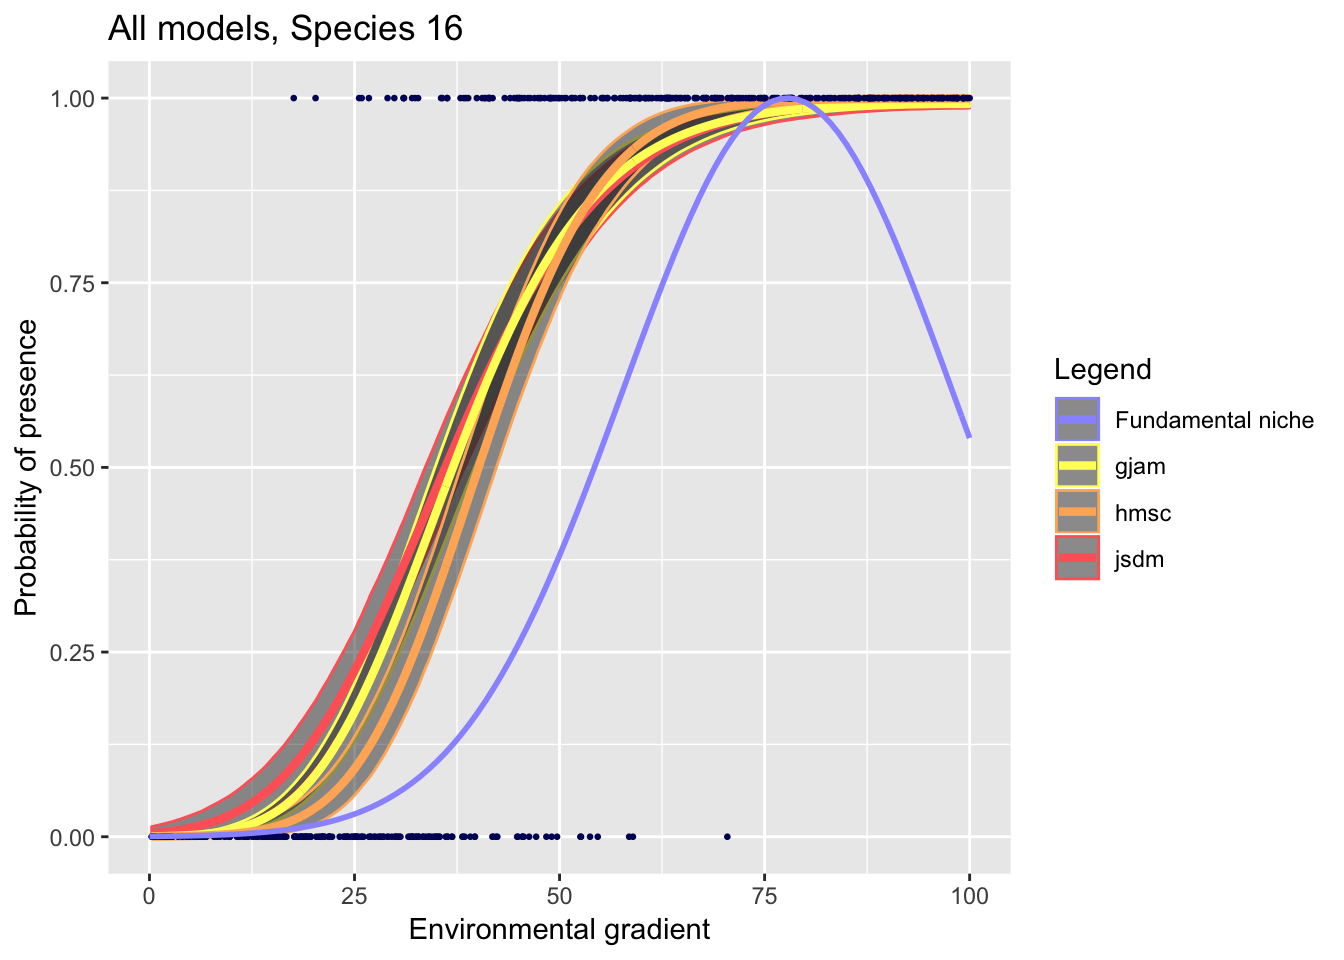 All models, Species 16
Probability of presence
1.00
0.75
0.50
0.25
0.00
0
25
50
75
100
Environmental gradient
Legend
Fundamental niche
gjam
hmsc
jsdm